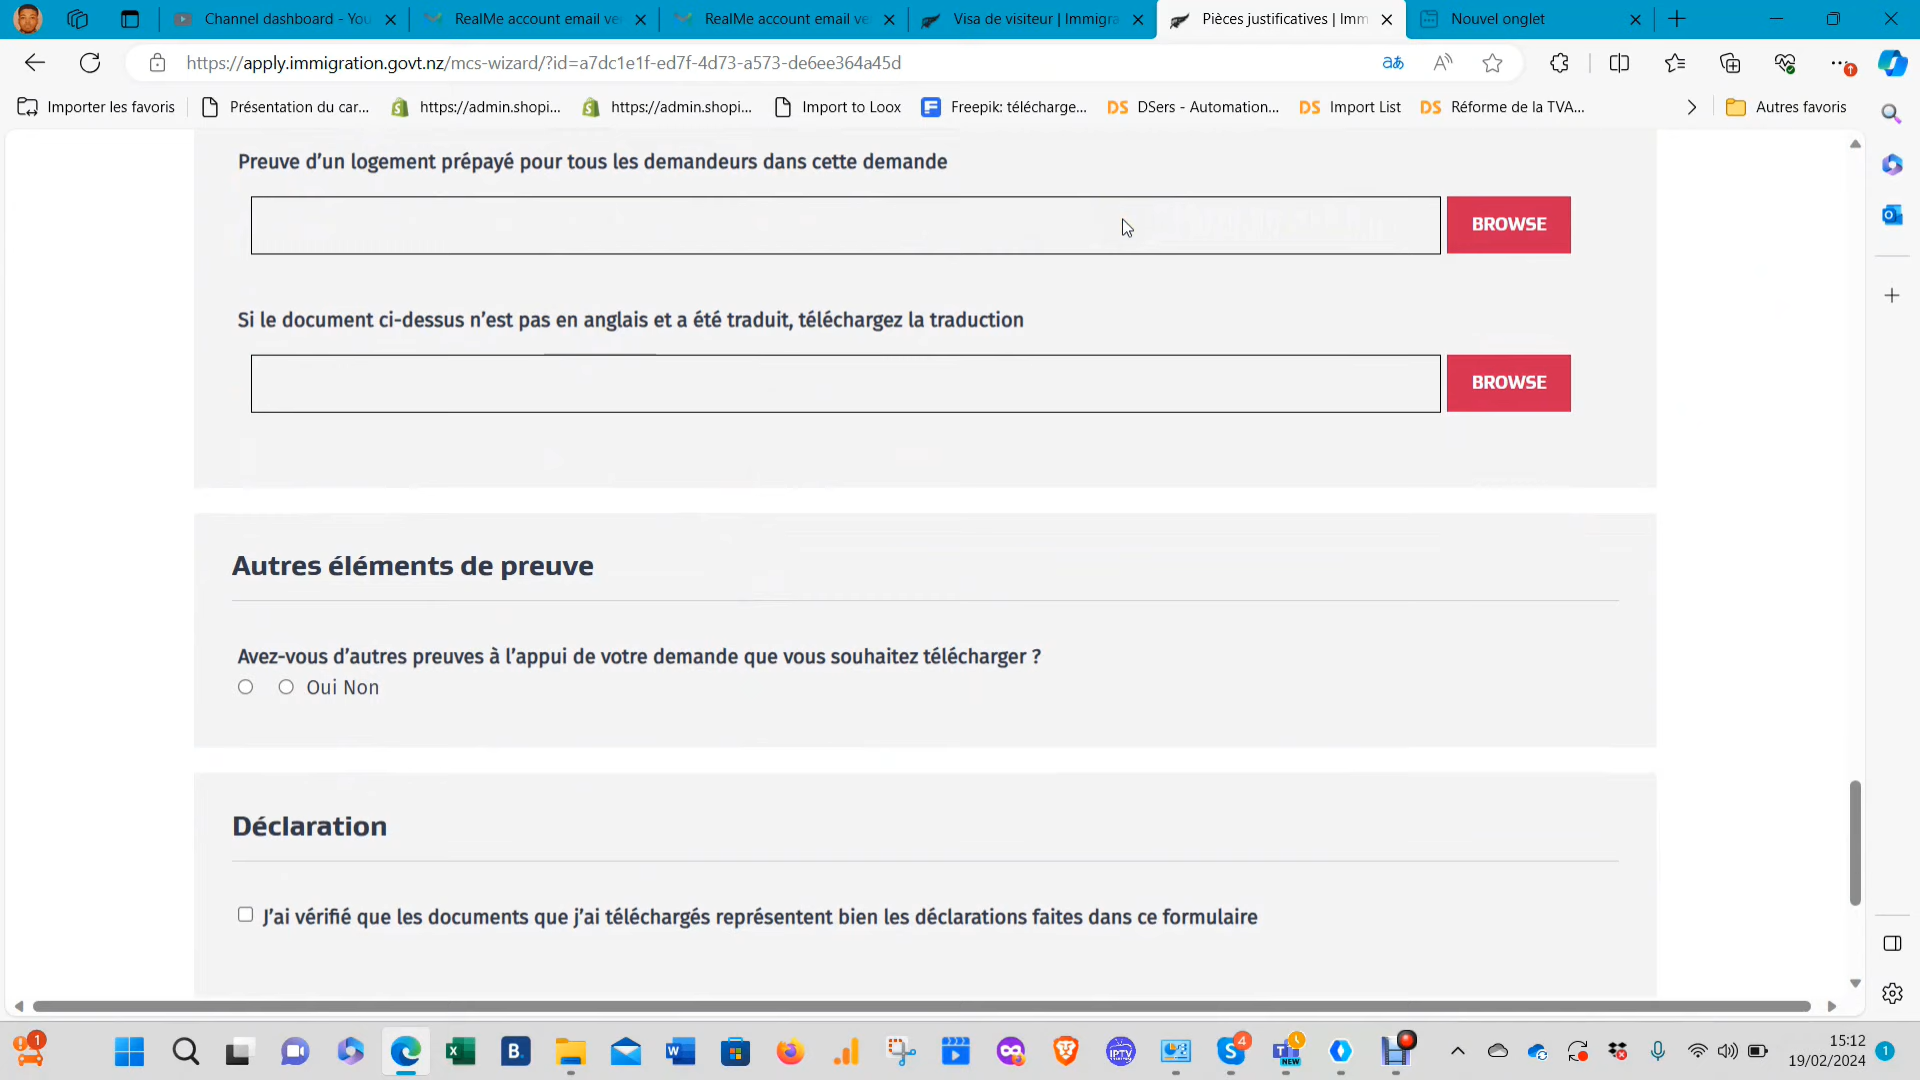 Channel dashboard - You
RealMe account email ve
RealMe account email ve
Visa de visiteur | Immigra
Pièces justificatives | Imm
Nouvel onglet
https://apply.immigration.govt.nz/mcs-wizard/?id=a7dc1e1f-ed7f-4d73-a573-de6ee364a45d
Importer les favoris
Présentation du car...
https://admin.shopi...
https://admin.shopi...
Import to Loox
Freepik: télécharge...
DSers - Automation...
Import List
Réforme de la TVA...
Autres favoris
Preuve d’un logement prépayé pour tous les demandeurs dans cette demande
BROWSE
Si le document ci-dessus n’est pas en anglais et a été traduit, téléchargez la traduction
BROWSE
Autres éléments de preuve
Avez-vous d’autres preuves à l’appui de votre demande que vous souhaitez télécharger ?
Oui Non
Déclaration
J’ai vérifié que les documents que j’ai téléchargés représentent bien les déclarations faites dans ce formulaire
15:12
19/02/2024